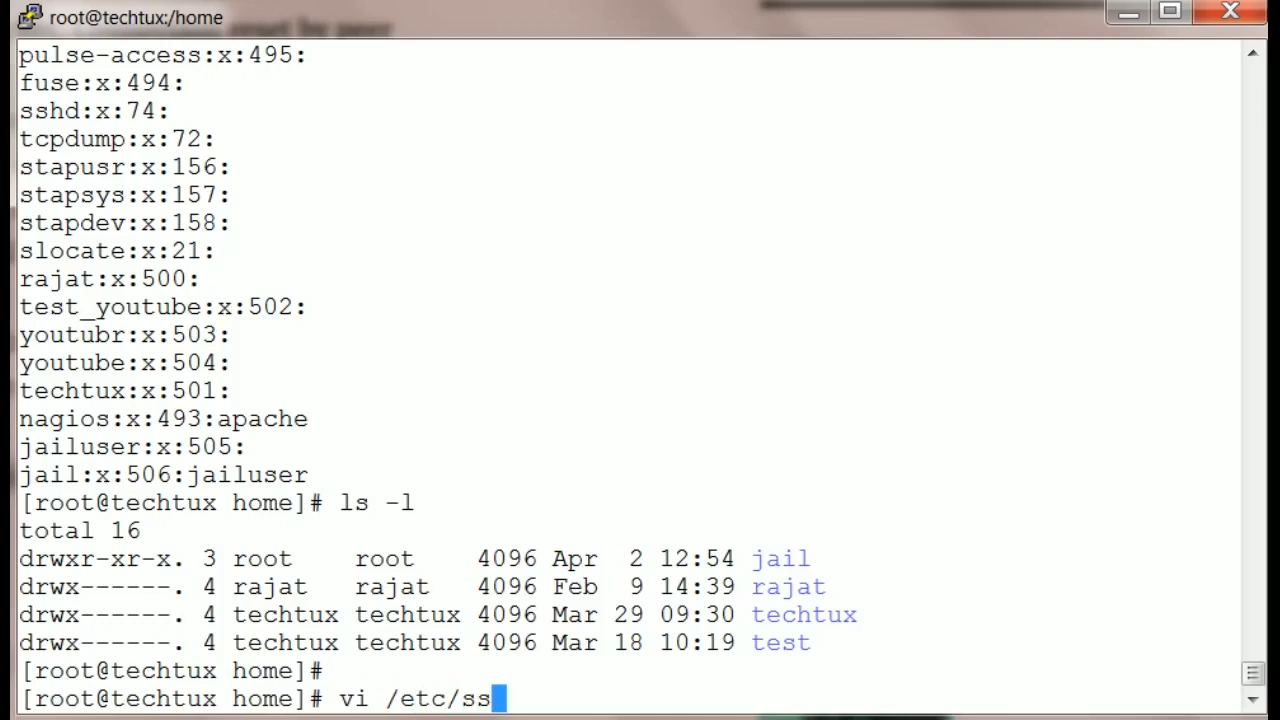 root@techtux:/home
reset by peer
pulse-access:x:495:
fuse:x:494:
sshd:x:74:
tcpdump:x:72:
stapusr:x:156:
stapsys:x:157:
stapdev:x:158:
slocate:x:21:
rajat:x:500:
test_youtube:x:502:
youtubr:x:503:
youtube:x:504:
techtux:x:501:
nagios:x:493:apache
jailuser:x:505:
jail:x:506:jailuser
[root@techtux home]# ls -l
total 16
drwxr-xr-x. 3 root    root    4096 Apr  2 12:54 jail
drwx------. 4 rajat   rajat   4096 Feb  9 14:39 rajat
drwx------. 4 techtux techtux 4096 Mar 29 09:30 techtux
drwx------. 4 techtux techtux 4096 Mar 18 10:19 test
[root@techtux home]#
[root@techtux home]# vi /etc/ss